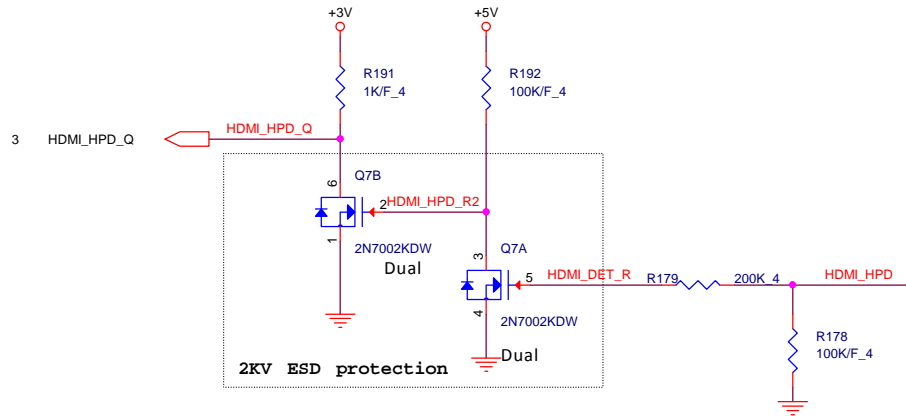 +3V
+5V
R191
1K/F_4
R192
100K/F_4
3 HDMI_HPD_Q
HDMI_HPD_Q
6
Q7B
2
HDMI_HPD_R2
1
2N7002KDW
Dual
3
Q7A
5
HDMI_DET_R
R179
200K_4
HDMI_HPD
4
2N7002KDW
Dual
R178
100K/F_4
2KV ESD protection